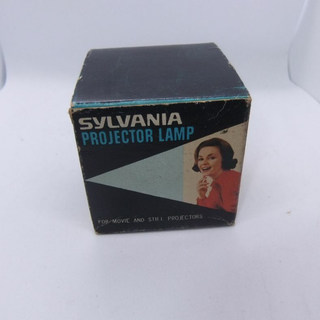 SYLVANIA
PROJECTOR LAMP
FOR MOVIE AND STILL PROJECTORS